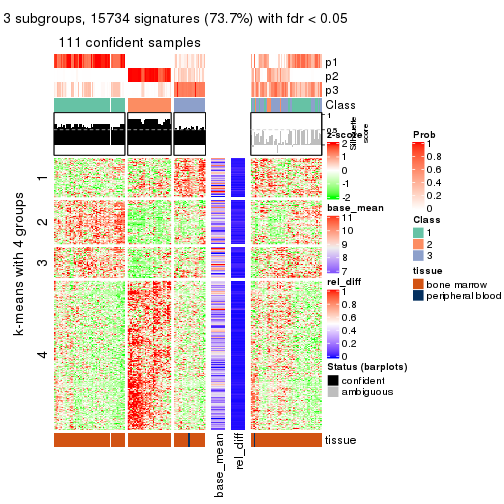 3 subgroups, 15734 signatures (73.7%) with fdr < 0.05
111 confident samples
p1
p2
p3
Class
1
0.5
Silhouette
score
k-means with 4 groups
1
2
3
4
z-score
2
1
0
-1
-2
base_mean
11
10
9
8
7
rel_diff
1
0.8
0.6
0.4
0.2
0
Status (barplots)
confident
ambiguous
Prob
1
0.8
0.6
0.4
0.2
0
Class
1
2
3
tissue
bone marrow
peripheral blood
tissue
base_mean
rel_diff